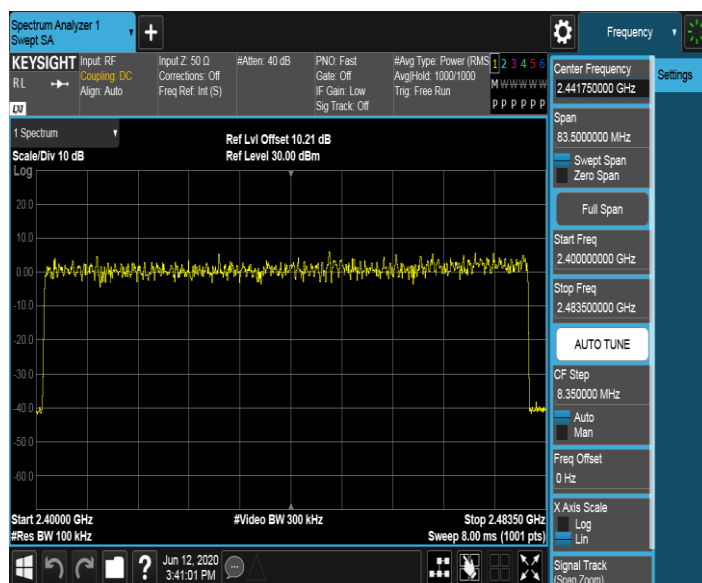 Spectrum Analyzer 1
Swept SA
+
Frequency
KEYSIGHT
RL
LXI
Input: RF
Coupling: DC
Align: Auto
Input Z: 50 Ω
Corrections: Off
Freq Ref: Int (S)
#Atten: 40 dB
PNO: Fast
Gate: Off
IF Gain: Low
Sig Track: Off
#Avg Type: Power (RMS
Avg|Hold: 1000/1000
Trig: Free Run
1 2 3 4 5 6
M W W W W W
P P P P P P
1 Spectrum
Scale/Div 10 dB
Log
Ref Lvl Offset 10.21 dB
Ref Level 30.00 dBm
20.0
10.0
0.00
-10.0
-20.0
-30.0
-40.0
-50.0
-60.0
Start 2.40000 GHz
#Res BW 100 kHz
#Video BW 300 kHz
Stop 2.48350 GHz
Sweep 8.00 ms (1001 pts)
Center Frequency
2.441750000 GHz
Settings
Span
83.5000000 MHz
Swept Span
Zero Span
Full Span
Start Freq
2.400000000 GHz
Stop Freq
2.483500000 GHz
AUTO TUNE
CF Step
8.350000 MHz
Auto
Man
Freq Offset
0 Hz
X Axis Scale
Log
Lin
Signal Track
(Span Zoom)
?
Jun 12, 2020
3:41:01 PM